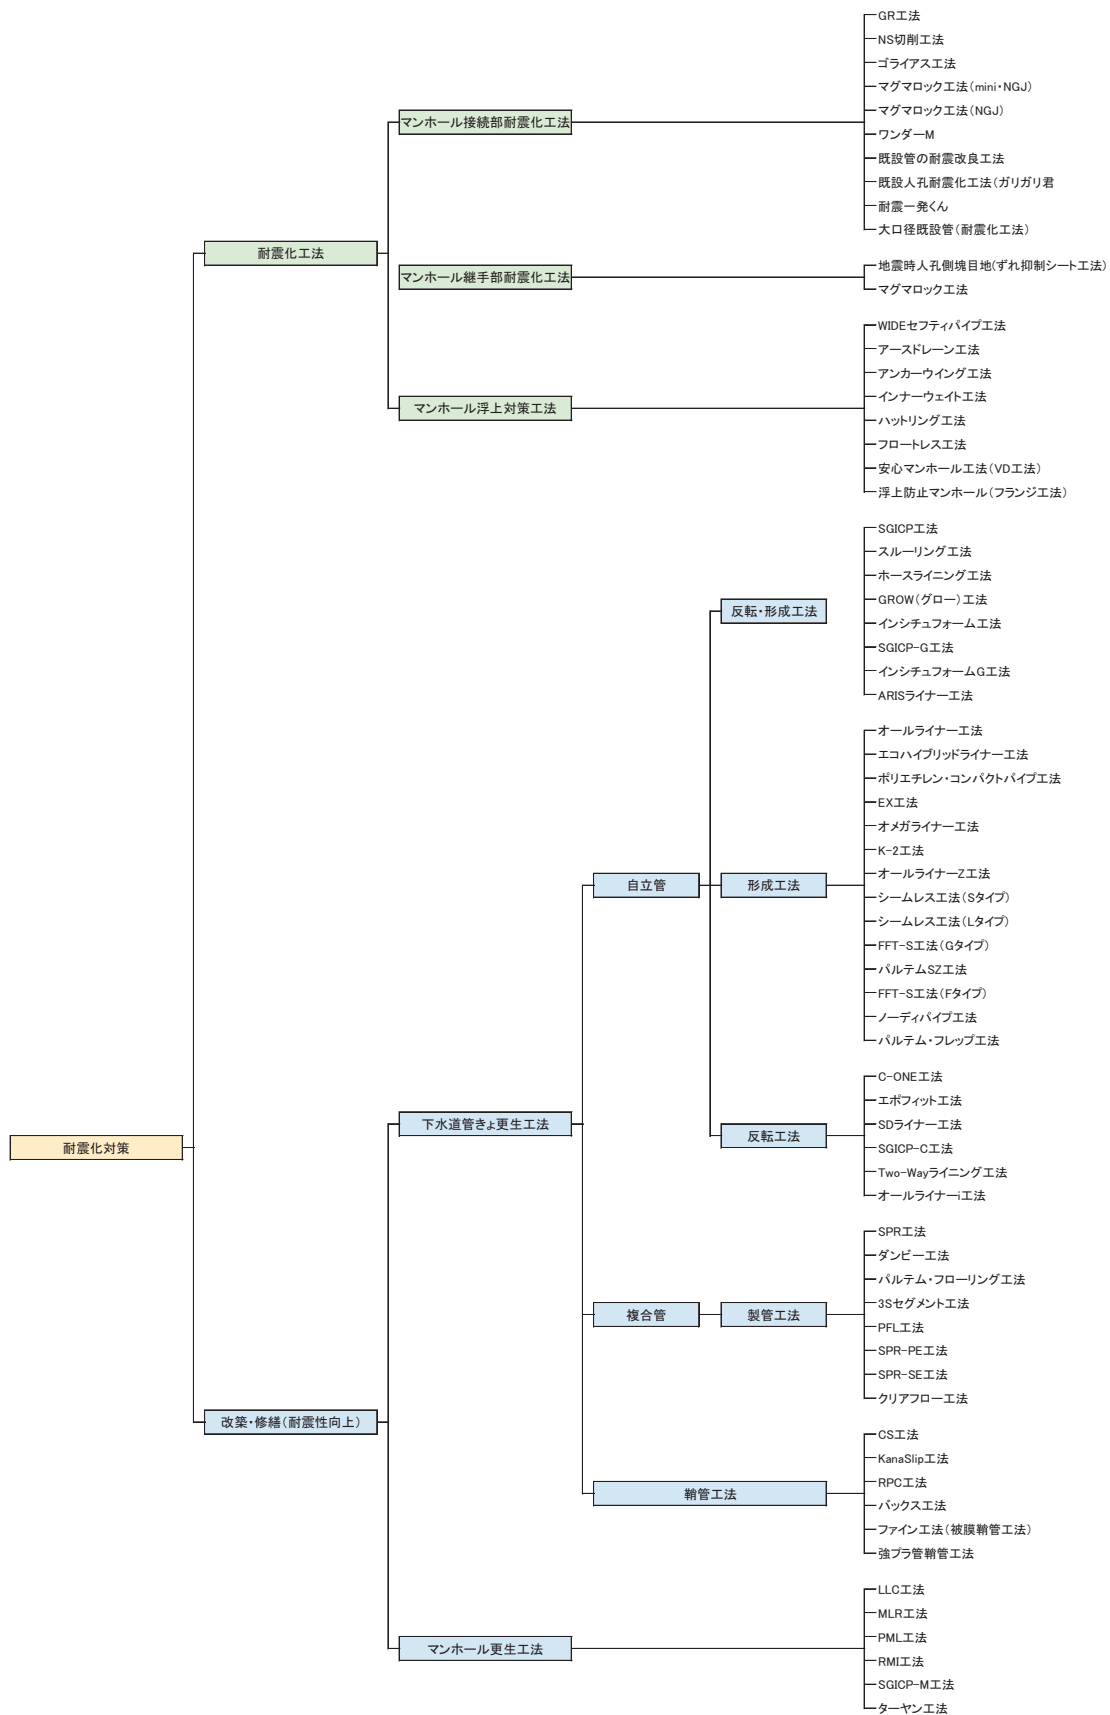 耐震化対策
耐震化工法
マンホール接続部耐震化工法
GR工法
NS切削工法
ゴライアス工法
マグマロック工法(mini・NGJ)
マグマロック工法(NGJ)
ワンダーM
既設管の耐震改良工法
既設人孔耐震化工法(ガリガリ君
耐震一発くん
大口径既設管(耐震化工法)
マンホール継手部耐震化工法
地震時人孔側塊目地(ずれ抑制シート工法)
マグマロック工法
マンホール浮上対策工法
WIDEセフティパイプ工法
アースドレーン工法
アンカーウイング工法
インナーウェイト工法
ハットリング工法
フロートレス工法
安心マンホール工法(VD工法)
浮上防止マンホール(フランジ工法)
改築・修繕(耐震性向上)
下水道管きょ更生工法
自立管
反転・形成工法
SGICP工法
スルーリング工法
ホースライニング工法
GROW(グロー)工法
インシチュフォーム工法
SGICP-G工法
インシチュフォームG工法
ARISライナー工法
形成工法
オールライナー工法
エコハイブリッドライナー工法
ポリエチレン・コンパクトパイプ工法
EX工法
オメガライナー工法
K-2工法
オールライナーZ工法
シームレス工法(Sタイプ)
シームレス工法(Lタイプ)
FFT-S工法(Gタイプ)
パルテムSZ工法
FFT-S工法(Fタイプ)
ノーディパイプ工法
パルテム・フレップ工法
反転工法
C-ONE工法
エポフィット工法
SDライナー工法
SGICP-C工法
Two-Wayライニング工法
オールライナーi工法
複合管
製管工法
SPR工法
ダンビー工法
パルテム・フローリング工法
3Sセグメント工法
PFL工法
SPR-PE工法
SPR-SE工法
クリアフロー工法
鞘管工法
CS工法
KanaSlip工法
RPC工法
バックス工法
ファイン工法(被膜鞘管工法)
強プラ管鞘管工法
マンホール更生工法
LLC工法
MLR工法
PML工法
RMI工法
SGICP-M工法
ターヤン工法